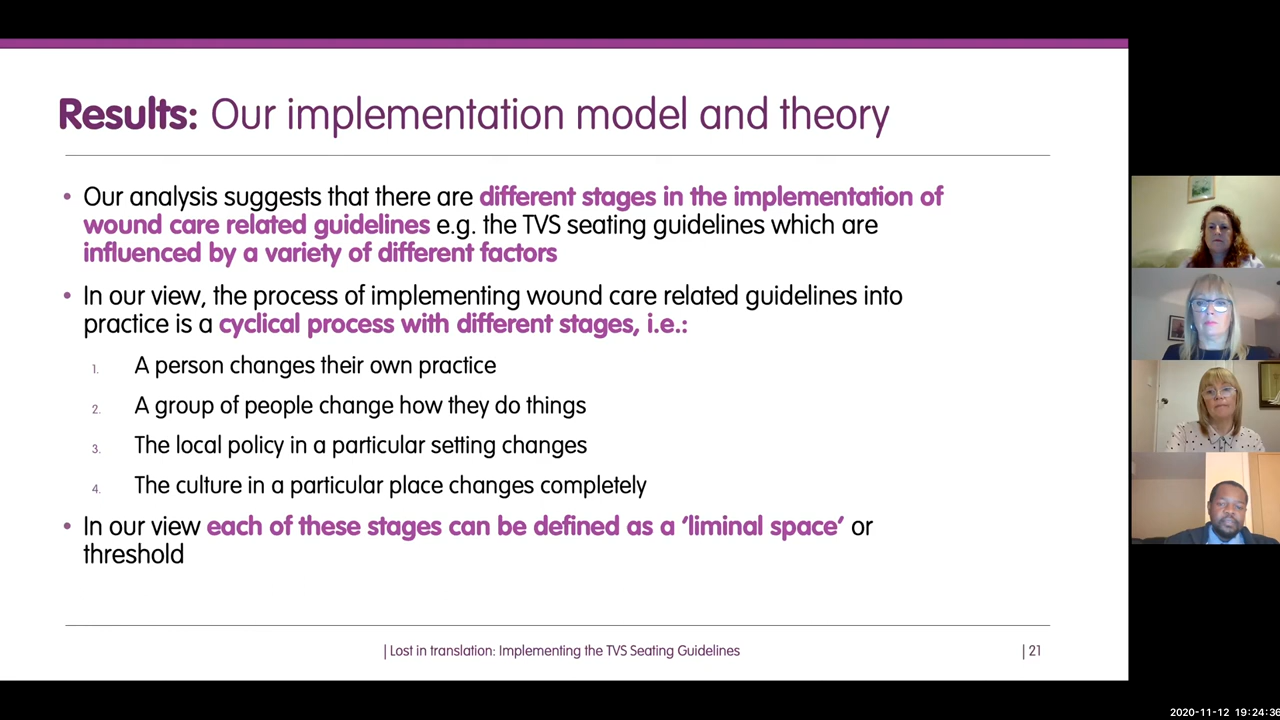 Results: Our implementation model and theory
• Our analysis suggests that there are different stages in the implementation of
wound care related guidelines e.g. the TVS seating guidelines which are
influenced by a variety of different factors
• In our view, the process of implementing wound care related guidelines into
practice is a cyclical process with different stages, i.e.:
1. A person changes their own practice
2. A group of people change how they do things
3. The local policy in a particular setting changes
4. The culture in a particular place changes completely
• In our view each of these stages can be defined as a ‘liminal space’ or
threshold
| Lost in translation: Implementing the TVS Seating Guidelines | 21
2020-11-12 19:24:36